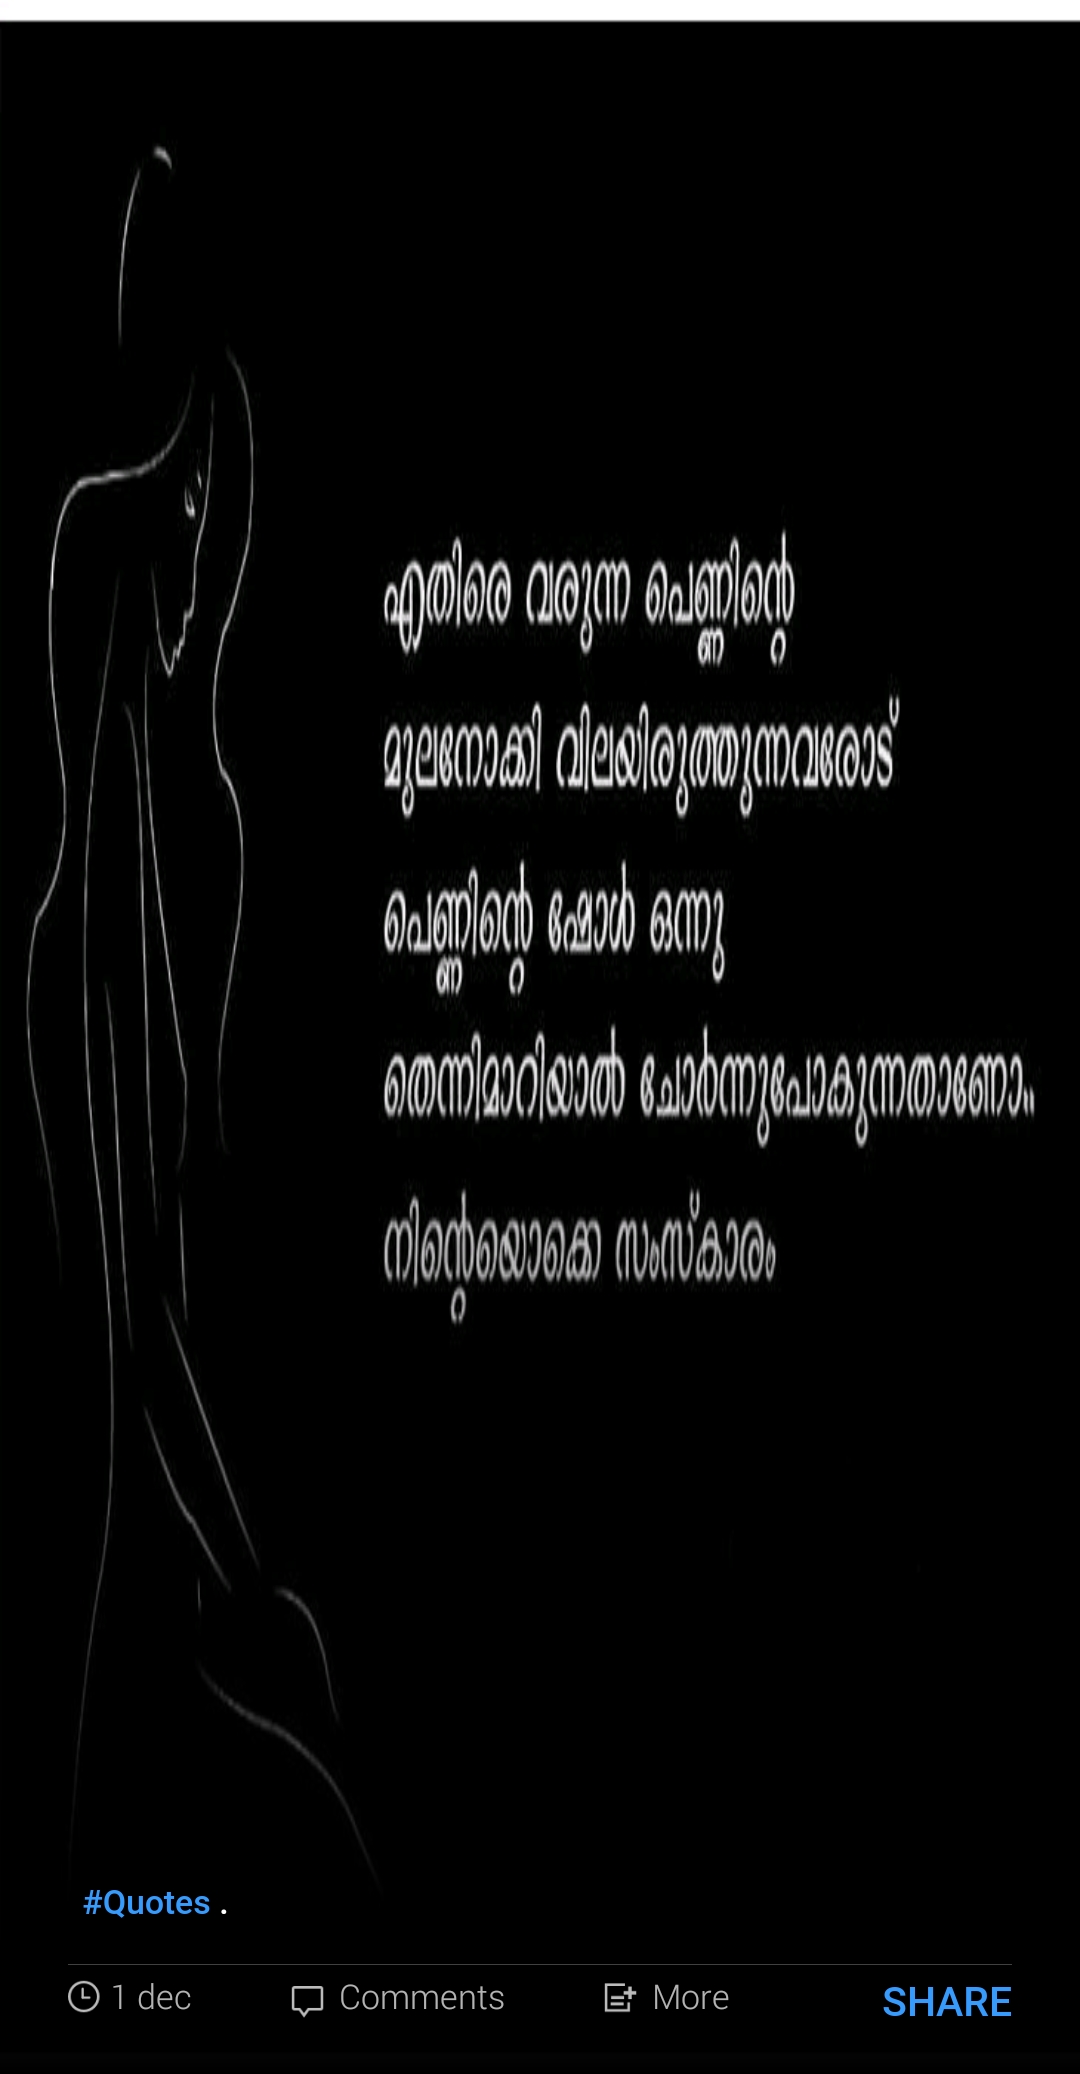 എതിരെ വരുന്ന പെണ്ണിന്റെ
മുലനോക്കി വിലയിരുത്തുന്നവരോട്
പെണ്ണിന്റെ ഷോൾ ഒന്നു
തെന്നിമാറിയാൽ ചോർന്നുപോകുന്നതാണോ..
നിന്റെയൊക്കെ സംസ്കാരം
#Quotes .
1 dec Comments More SHARE